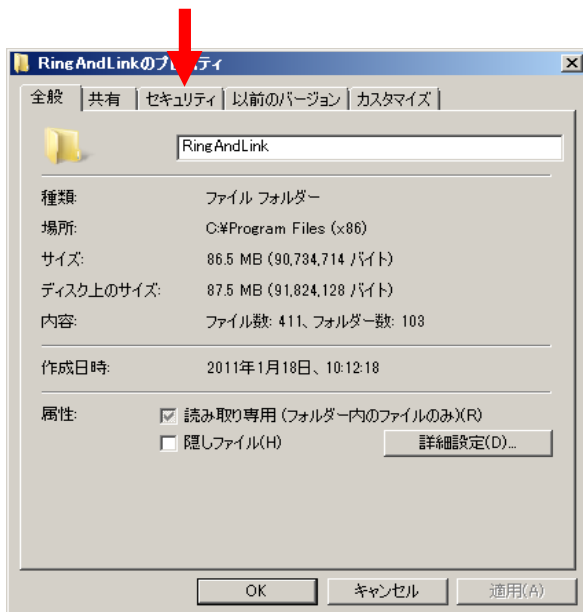 RingAndLinkのプロパティ
全般 共有 セキュリティ 以前のバージョン カスタマイズ
RingAndLink
種類: ファイル フォルダー
場所: C:¥Program Files (x86)
サイズ: 86.5 MB (90,734,714 バイト)
ディスク上のサイズ: 87.5 MB (91,824,128 バイト)
内容: ファイル数: 411、フォルダー数: 103
作成日時: 2011年1月18日、10:12:18
属性: 読み取り専用 (フォルダー内のファイルのみ)(R)
隠しファイル(H) 詳細設定(D)...
OK キャンセル 適用(A)